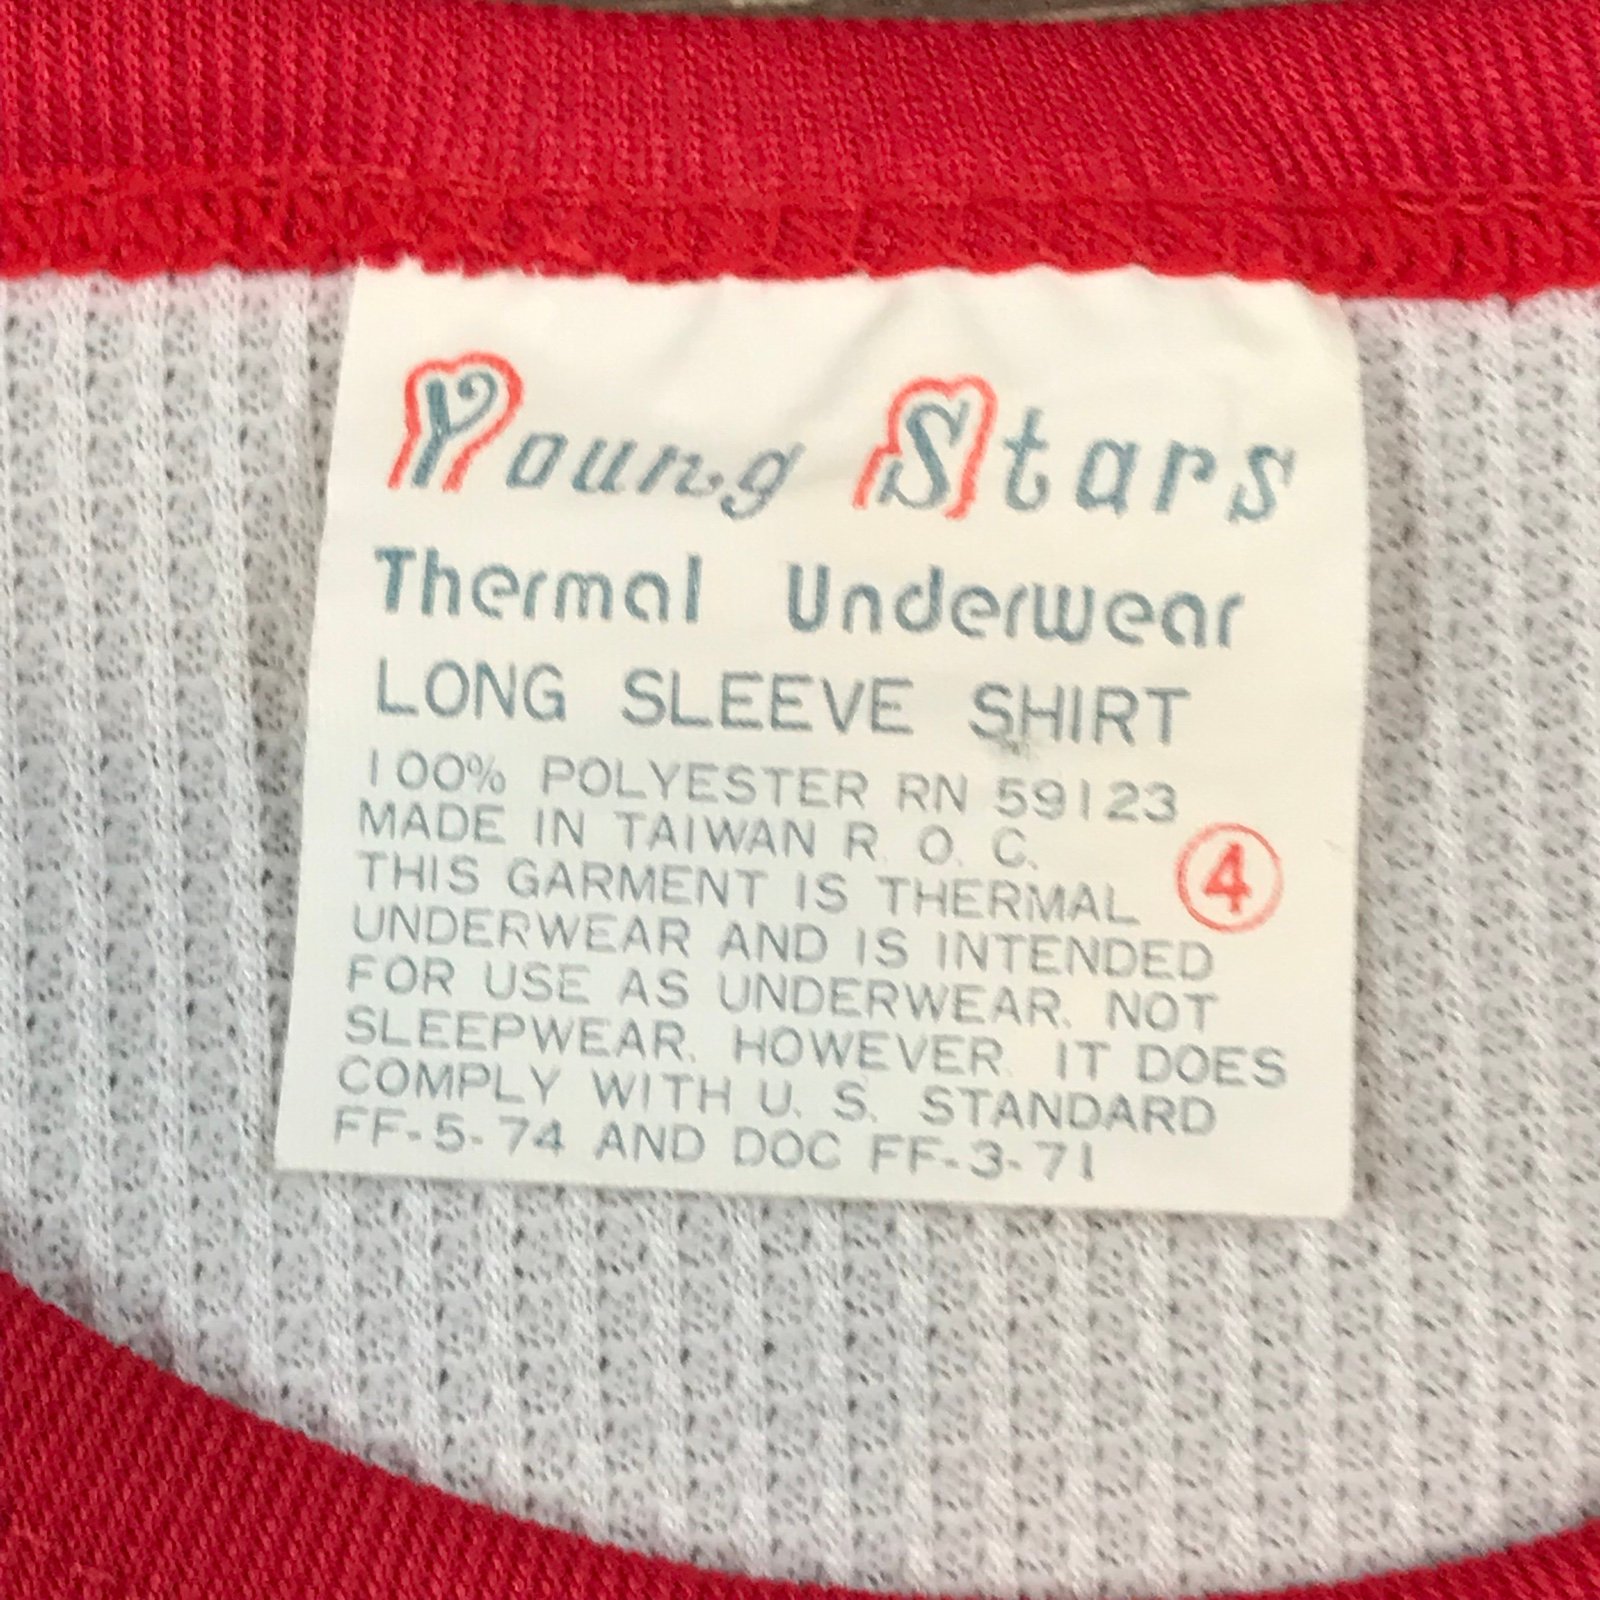 Young Stars
Thermal Underwear
LONG SLEEVE SHIRT
100% POLYESTER RN 59123
MADE IN TAIWAN R. O. C.
4
THIS GARMENT IS THERMAL
UNDERWEAR AND IS INTENDED
FOR USE AS UNDERWEAR. NOT
SLEEPWEAR. HOWEVER. IT DOES
COMPLY WITH U. S. STANDARD
FF-5-74 AND DOC FF-3-71